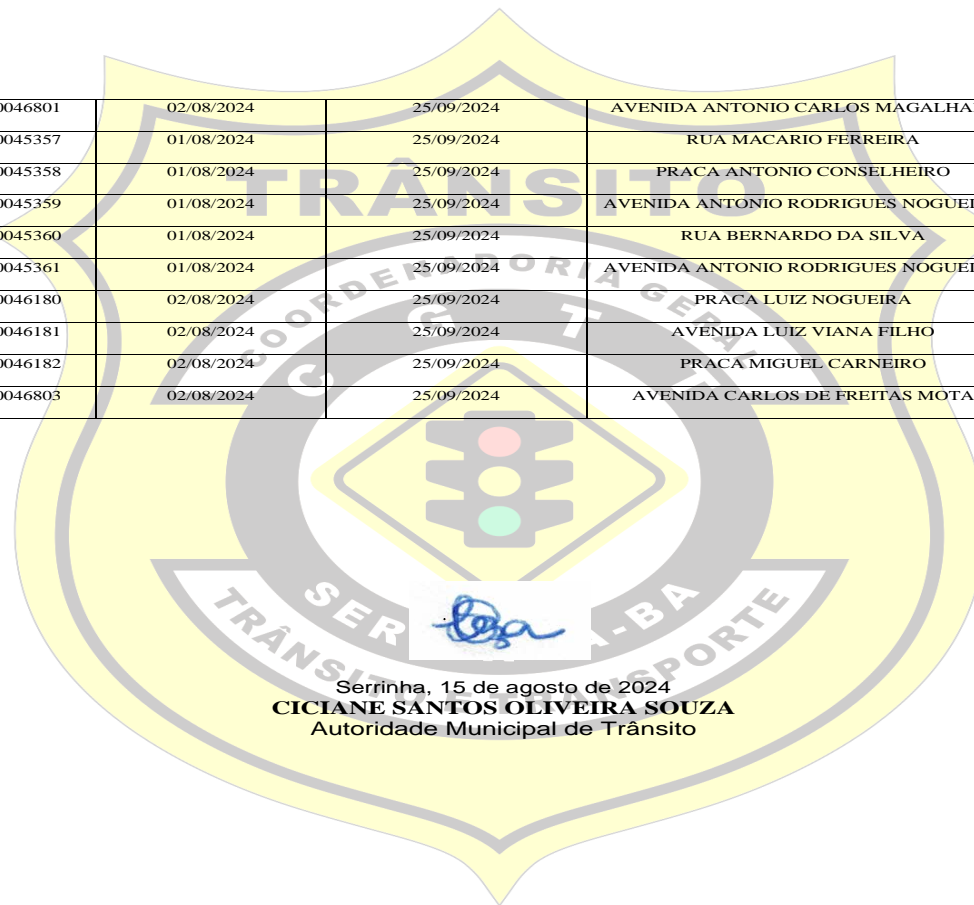 0046801 02/08/2024 25/09/2024 AVENIDA ANTONIO CARLOS MAGALHA
0045357 01/08/2024 25/09/2024 RUA MACARIO FERREIRA
0045358 01/08/2024 25/09/2024 PRACA ANTONIO CONSELHEIRO
0045359 01/08/2024 25/09/2024 AVENIDA ANTONIO RODRIGUES NOGUEI
0045360 01/08/2024 25/09/2024 RUA BERNARDO DA SILVA
0045361 01/08/2024 25/09/2024 AVENIDA ANTONIO RODRIGUES NOGUEI
0046180 02/08/2024 25/09/2024 PRACA LUIZ NOGUEIRA
0046181 02/08/2024 25/09/2024 AVENIDA LUIZ VIANA FILHO
0046182 02/08/2024 25/09/2024 PRACA MIGUEL CARNEIRO
0046803 02/08/2024 25/09/2024 AVENIDA CARLOS DE FREITAS MOTA
TRÂNSITO
COORDENADORIA GERAL
C G T T
TRÂNSITO E TRANSPORTE
Serrinha, 15 de agosto de 2024
CICIANE SANTOS OLIVEIRA SOUZA
Autoridade Municipal de Trânsito